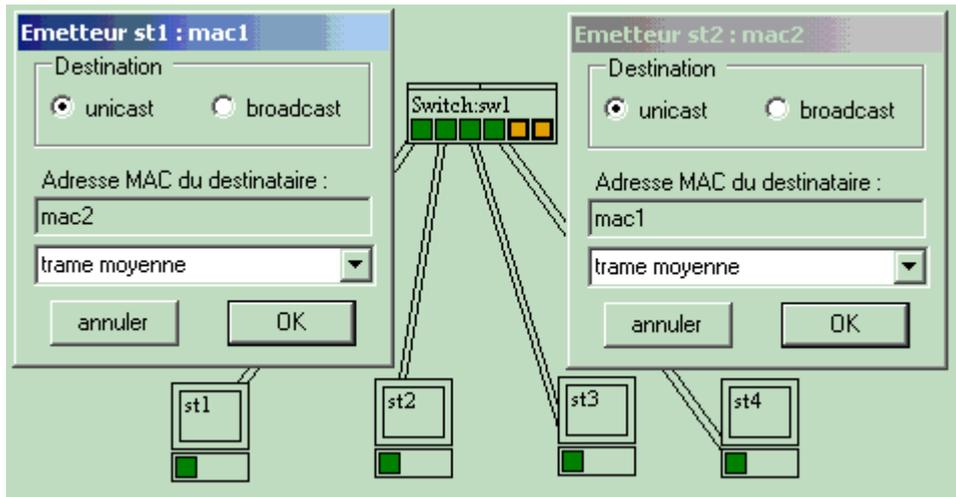 Emetteur st1 : mac1
Destination
unicast
broadcast
Adresse MAC du destinataire :
mac2
trame moyenne
annuler
OK
Switch:sw1
Emetteur st2 : mac2
Destination
unicast
broadcast
Adresse MAC du destinataire :
mac1
trame moyenne
annuler
OK
st1
st2
st3
st4